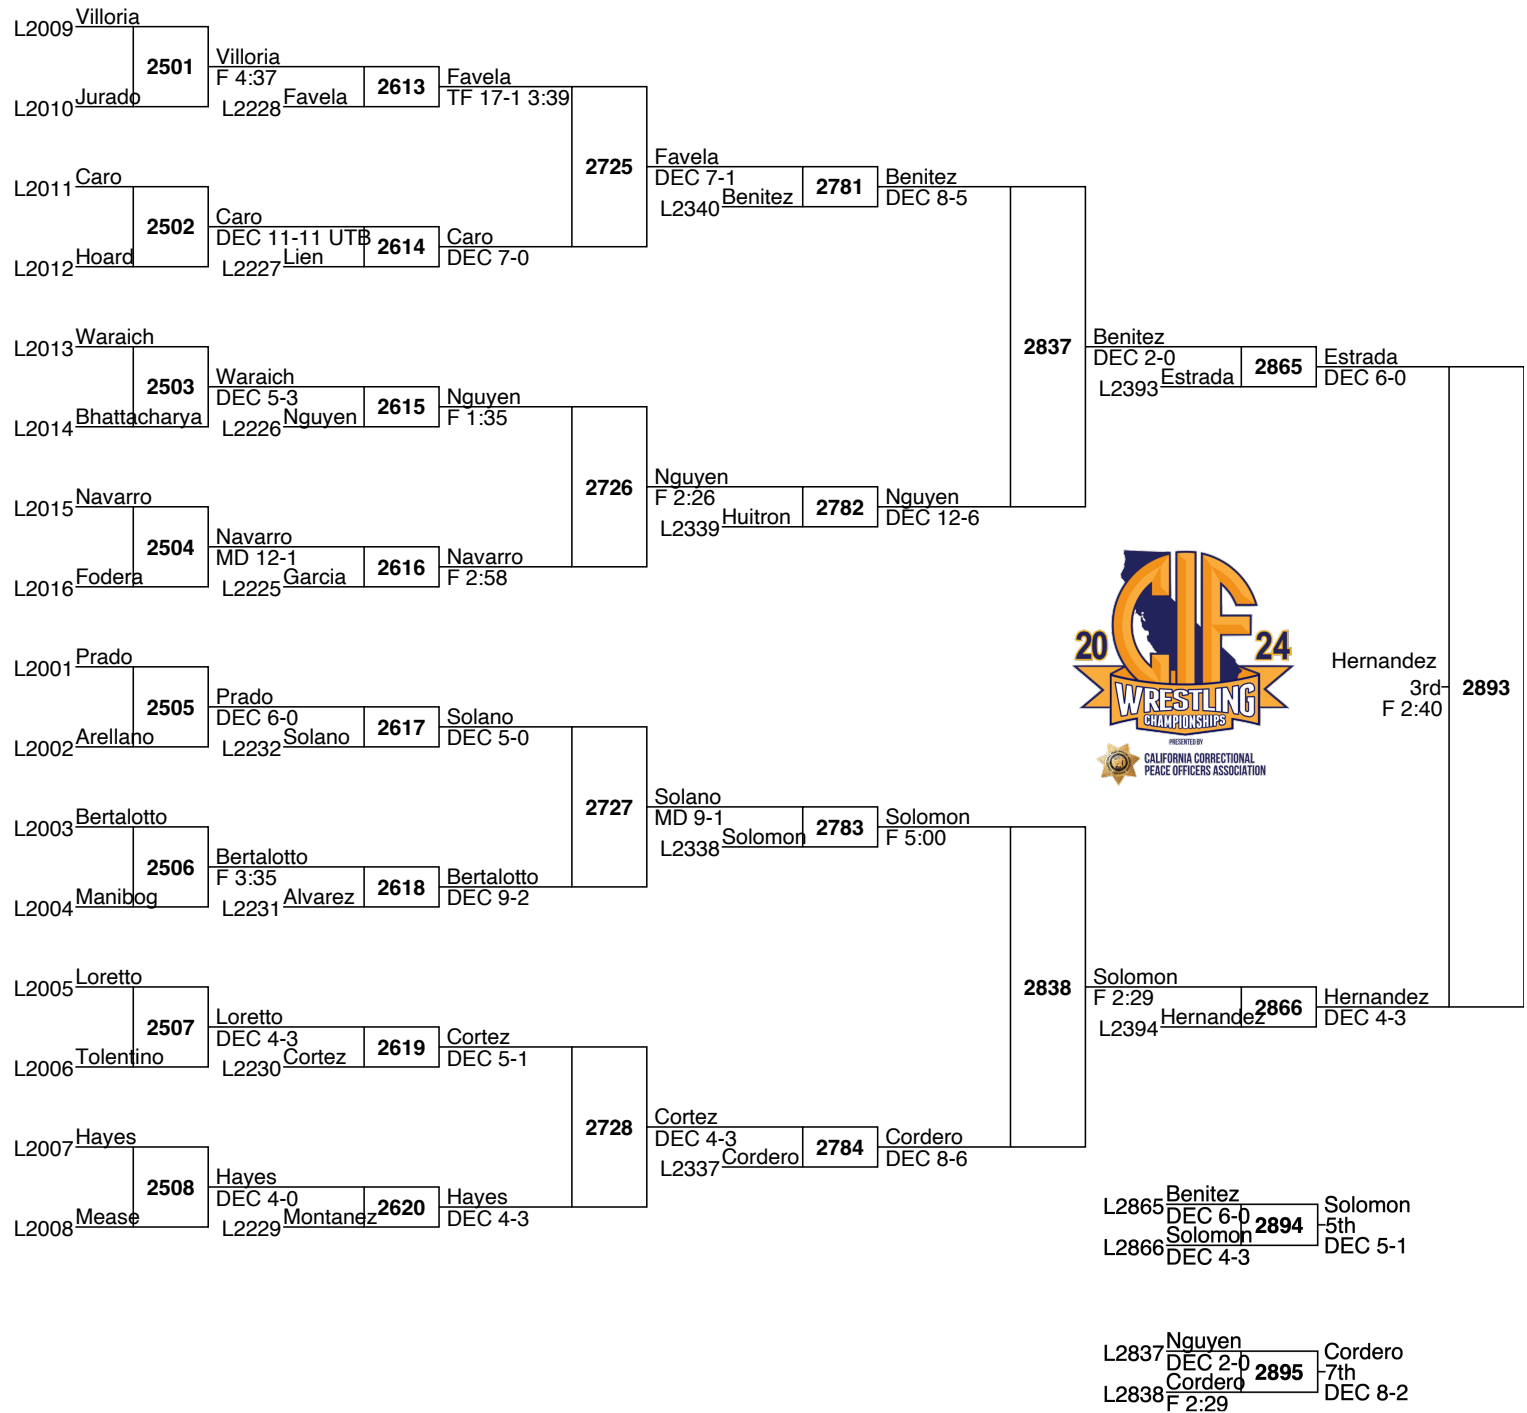 L2009 Villoria
2501
L2010 Jurado
Villoria
F 4:37
L2228 Favela
2613
Favela
TF 17-1 3:39
L2011 Caro
2502
L2012 Hoard
Caro
DEC 11-11 UTB
L2227 Lien
2614
Caro
DEC 7-0
2725
Favela
DEC 7-1
L2340 Benitez
2781
Benitez
DEC 8-5
L2013 Waraich
2503
L2014 Bhattacharya
Waraich
DEC 5-3
L2226 Nguyen
2615
Nguyen
F 1:35
L2015 Navarro
2504
L2016 Fodera
Navarro
MD 12-1
L2225 Garcia
2616
Navarro
F 2:58
2726
Nguyen
F 2:26
L2339 Huitron
2782
Nguyen
DEC 12-6
2837
Benitez
DEC 2-0
L2393 Estrada
2865
Estrada
DEC 6-0
L2001 Prado
2505
L2002 Arellano
Prado
DEC 6-0
L2232 Solano
2617
Solano
DEC 5-0
L2003 Bertalotto
2506
L2004 Manibog
Bertalotto
F 3:35
L2231 Alvarez
2618
Bertalotto
DEC 9-2
2727
Solano
MD 9-1
L2338 Solomon
2783
Solomon
F 5:00
L2005 Loretto
2507
L2006 Tolentino
Loretto
DEC 4-3
L2230 Cortez
2619
Cortez
DEC 5-1
L2007 Hayes
2508
L2008 Mease
Hayes
DEC 4-0
L2229 Montanez
2620
Hayes
DEC 4-3
2728
Cortez
DEC 4-3
L2337 Cordero
2784
Cordero
DEC 8-6
2838
Solomon
F 2:29
L2394 Hernandez
2866
Hernandez
DEC 4-3
Hernandez
3rd
F 2:40
2893
20 CIF 24
WRESTLING
CHAMPIONSHIPS
PRESENTED BY
CALIFORNIA CORRECTIONAL
PEACE OFFICERS ASSOCIATION
L2865 Benitez
DEC 6-0
L2866 Solomon
DEC 4-3
2894
Solomon
5th
DEC 5-1
L2837 Nguyen
DEC 2-0
L2838 Cordero
F 2:29
2895
Cordero
7th
DEC 8-2